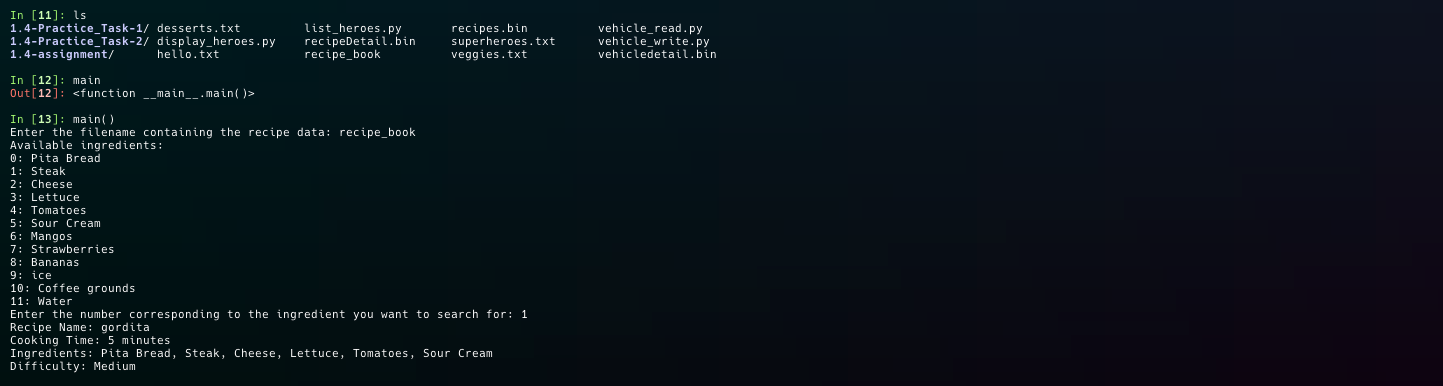 In [11]: ls
1.4-Practice_Task-1/ desserts.txt list_heroes.py recipes.bin vehicle_read.py
1.4-Practice_Task-2/ display_heroes.py recipeDetail.bin superheroes.txt vehicle_write.py
1.4-assignment/ hello.txt recipe_book veggies.txt vehicledetail.bin
In [12]: main
Out[12]: <function __main__.main()>
In [13]: main()
Enter the filename containing the recipe data: recipe_book
Available ingredients:
0: Pita Bread
1: Steak
2: Cheese
3: Lettuce
4: Tomatoes
5: Sour Cream
6: Mangos
7: Strawberries
8: Bananas
9: ice
10: Coffee grounds
11: Water
Enter the number corresponding to the ingredient you want to search for: 1
Recipe Name: gordita
Cooking Time: 5 minutes
Ingredients: Pita Bread, Steak, Cheese, Lettuce, Tomatoes, Sour Cream
Difficulty: Medium